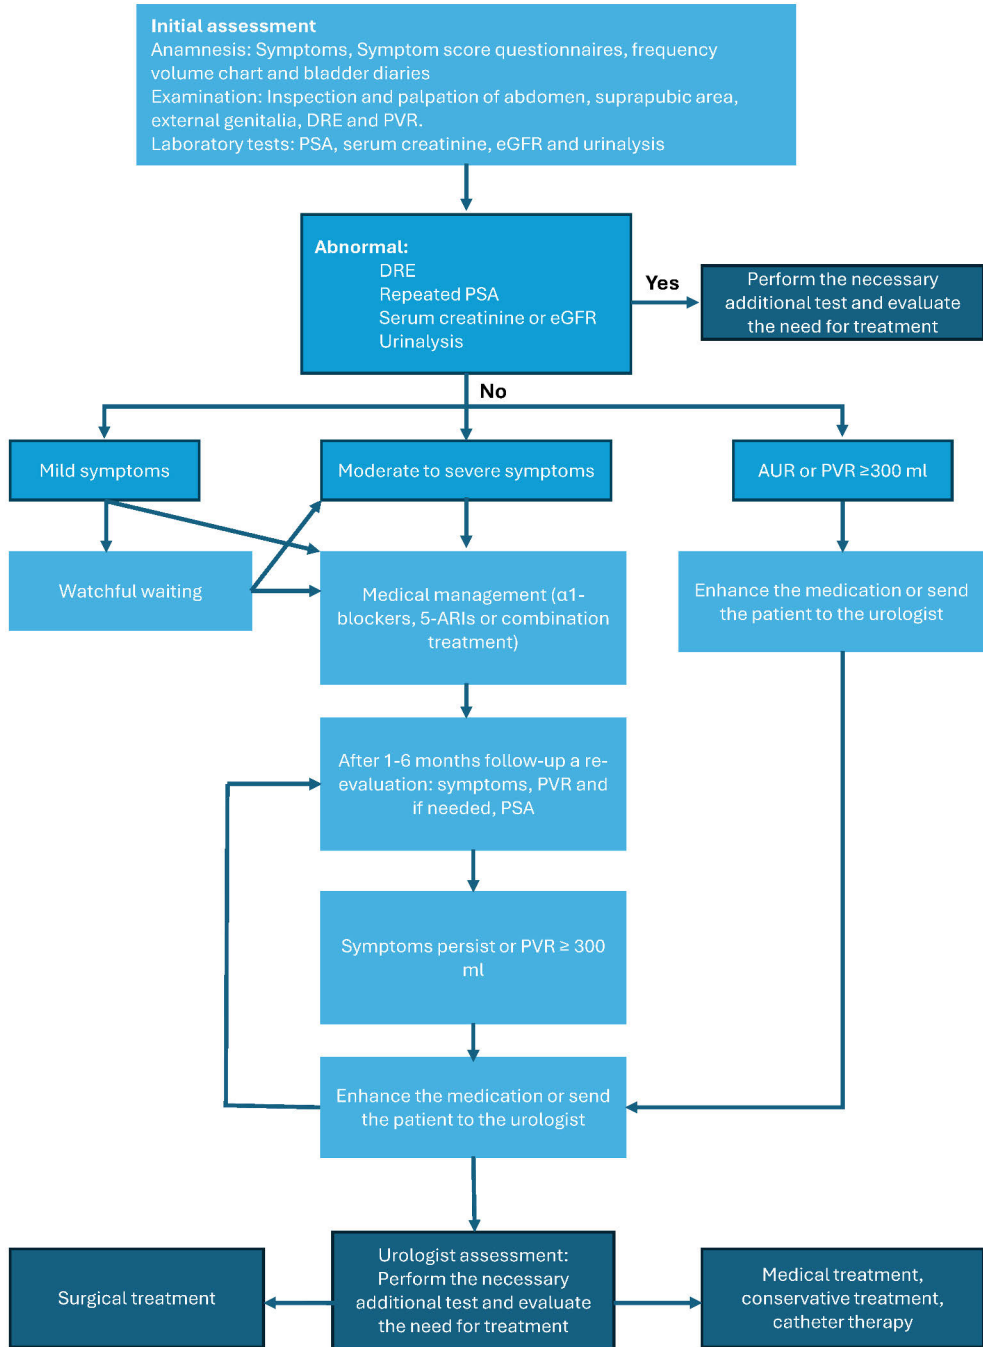 Initial assessment
Anamnesis: Symptoms, Symptom score questionnaires, frequency
volume chart and bladder diaries
Examination: Inspection and palpation of abdomen, suprapubic area,
external genitalia, DRE and PVR.
Laboratory tests: PSA, serum creatinine, eGFR and urinalysis
Abnormal:
DRE
Repeated PSA
Serum creatinine or eGFR
Urinalysis
Yes
Perform the necessary
additional test and evaluate
the need for treatment
No
Mild symptoms
Moderate to severe symptoms
AUR or PVR ≥300 ml
Watchful waiting
Medical management (α1-
blockers, 5-ARIs or combination
treatment)
Enhance the medication or send
the patient to the urologist
After 1-6 months follow-up a re-
evaluation: symptoms, PVR and
if needed, PSA
Symptoms persist or PVR ≥ 300
ml
Enhance the medication or send
the patient to the urologist
Surgical treatment
Urologist assessment:
Perform the necessary
additional test and evaluate
the need for treatment
Medical treatment,
conservative treatment,
catheter therapy